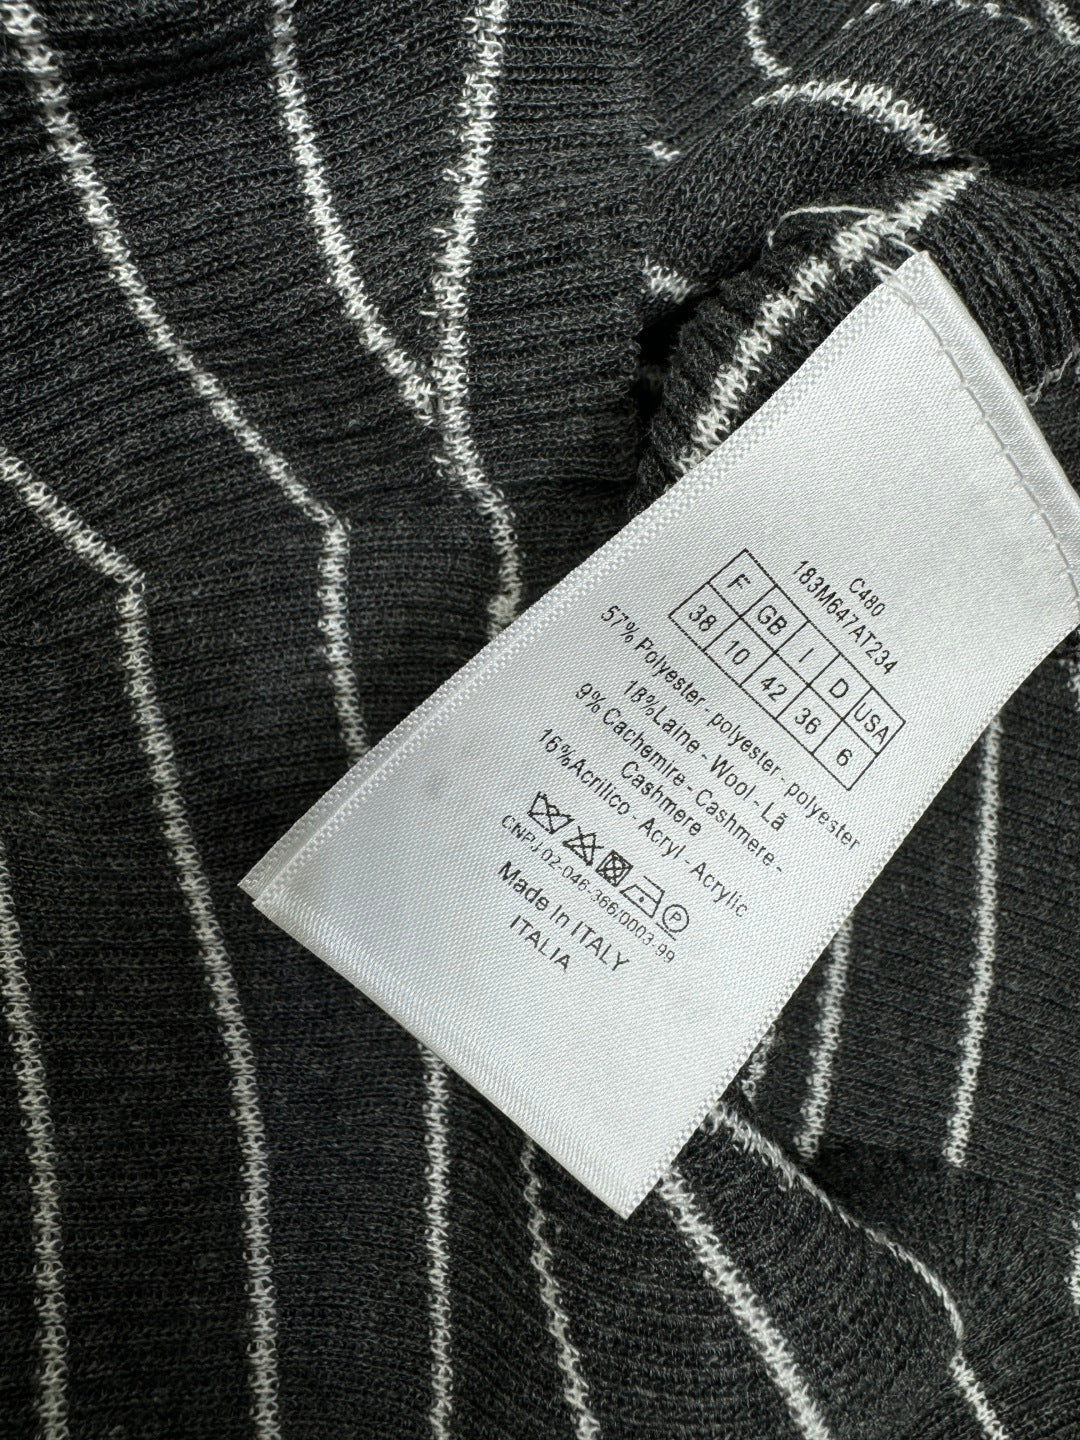 C480
183M647AT234
F GB I D USA
38 10 42 36 6
57% Polyester - polyester - polyester
18%Laine - Wool - Lã
9% Cachemire - Cashmere -
Cashmere
16%Acrilico - Acryl - Acrylic
P
CNPJ 02-046-366/0003-99
Made In ITALY
ITALIA